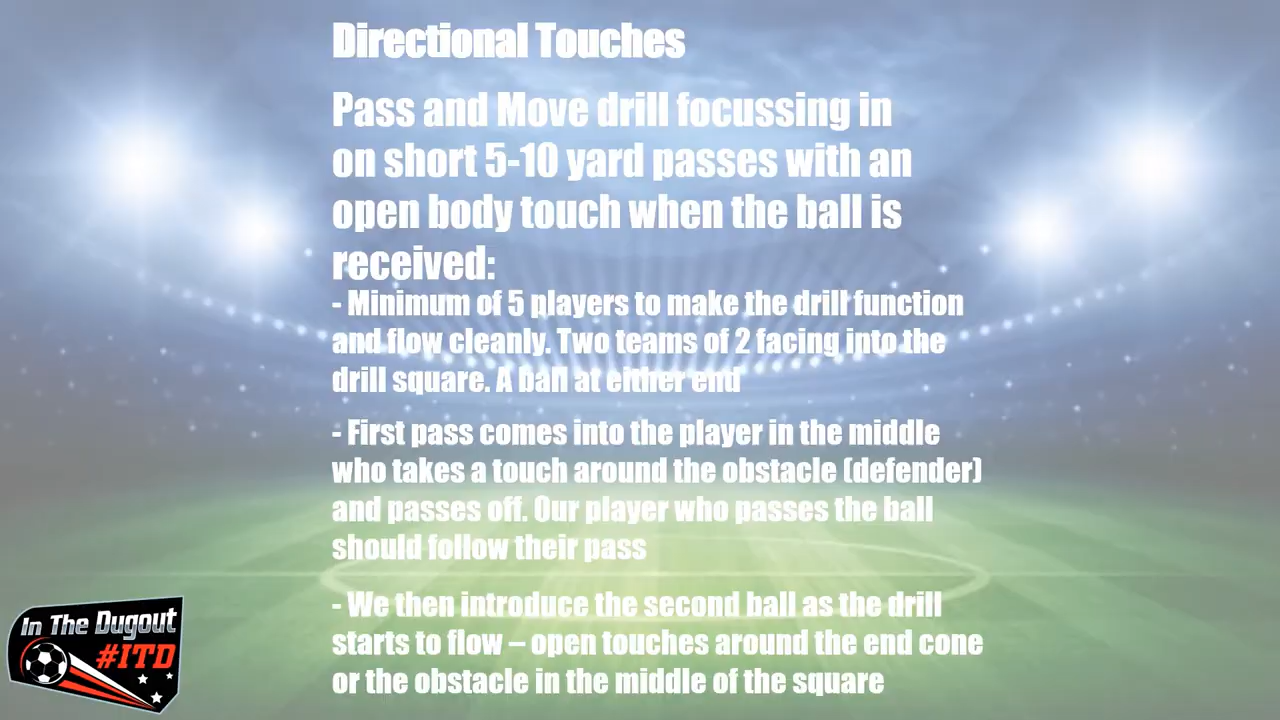 Directional Touches
Pass and Move drill focussing in
on short 5-10 yard passes with an
open body touch when the ball is
received:
- Minimum of 5 players to make the drill function
and flow cleanly. Two teams of 2 facing into the
drill square. A ball at either end
- First pass comes into the player in the middle
who takes a touch around the obstacle (defender)
and passes off. Our player who passes the ball
should follow their pass
- We then introduce the second ball as the drill
starts to flow – open touches around the end cone
or the obstacle in the middle of the square
In The Dugout
#ITD